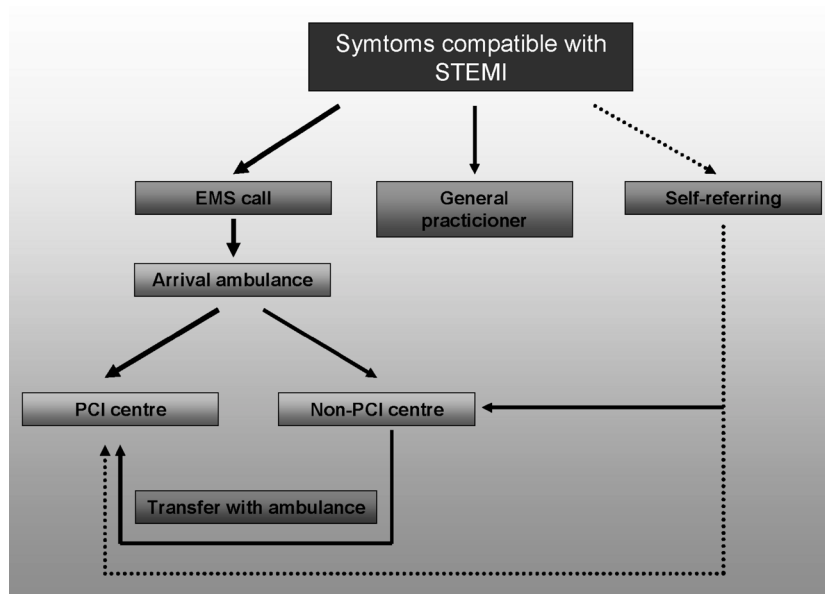 Symtoms compatible with
STEMI
EMS call
General
practicioner
Self-referring
Arrival ambulance
PCI centre
Non-PCI centre
Transfer with ambulance